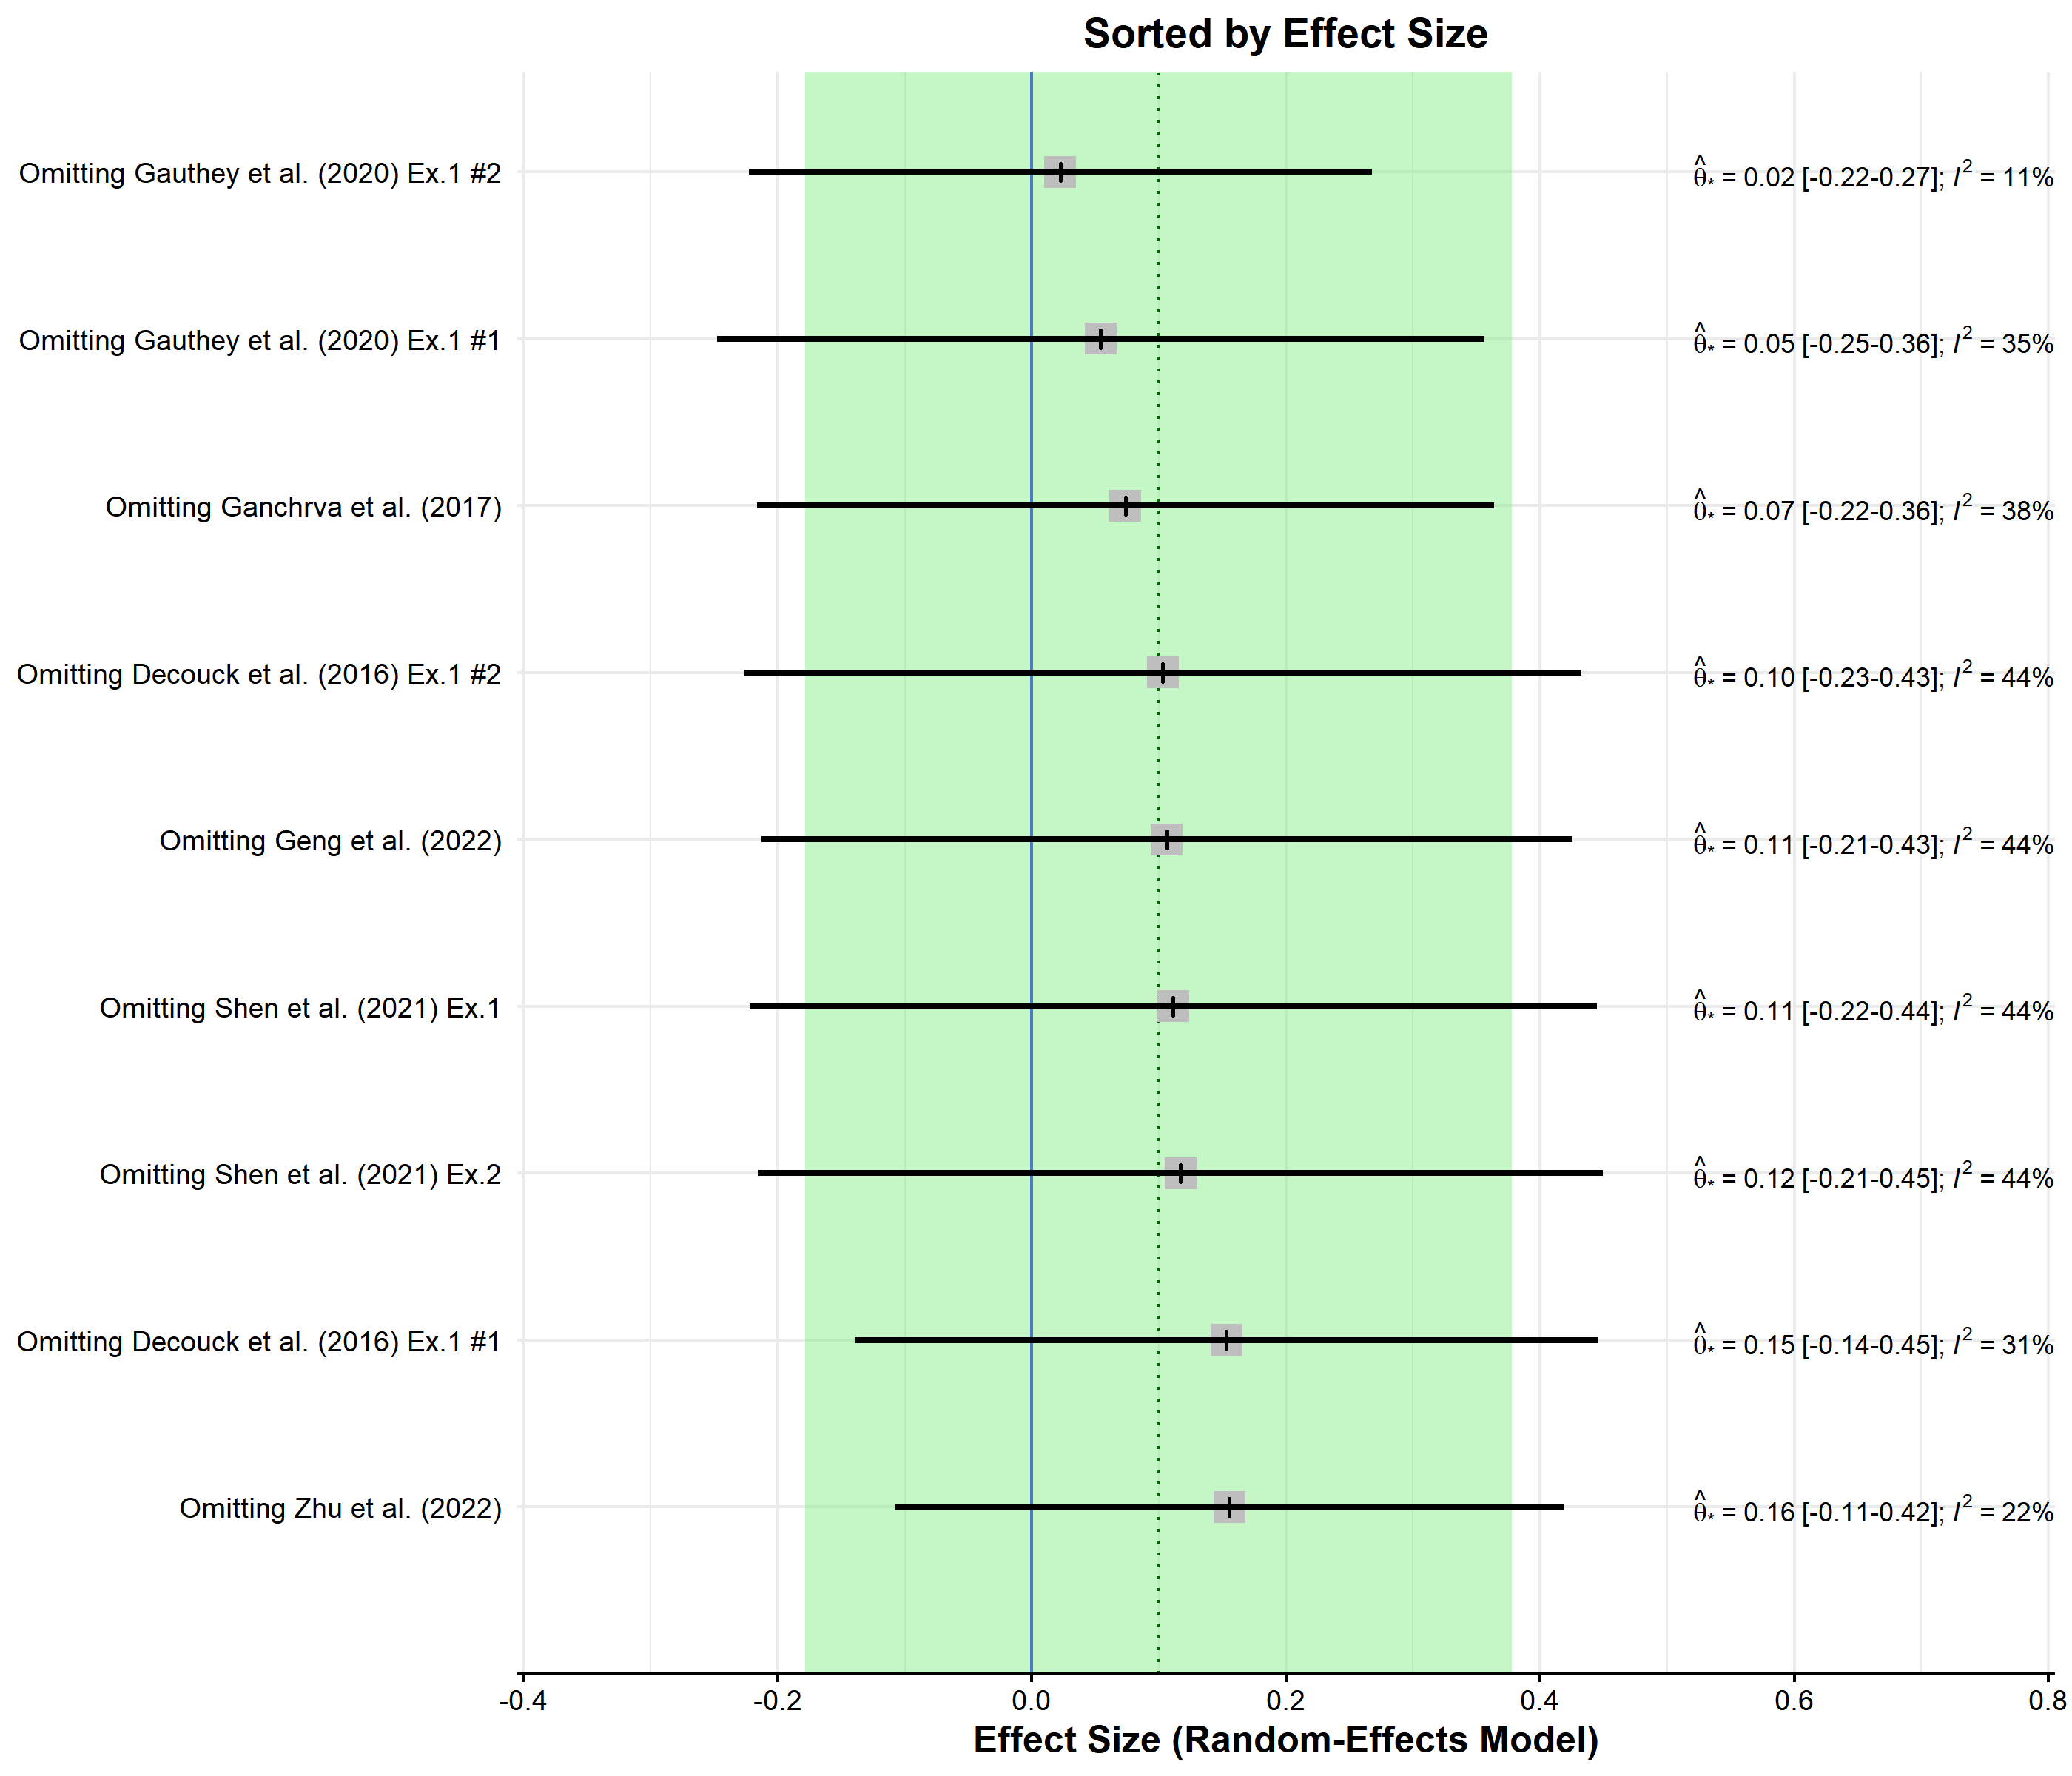 Sorted by Effect Size
Omitting Gauthey et al. (2020) Ex.1 #2 θ̂* = 0.02 [-0.22-0.27]; I² = 11%
Omitting Gauthey et al. (2020) Ex.1 #1 θ̂* = 0.05 [-0.25-0.36]; I² = 35%
Omitting Ganchrva et al. (2017) θ̂* = 0.07 [-0.22-0.36]; I² = 38%
Omitting Decouck et al. (2016) Ex.1 #2 θ̂* = 0.10 [-0.23-0.43]; I² = 44%
Omitting Geng et al. (2022) θ̂* = 0.11 [-0.21-0.43]; I² = 44%
Omitting Shen et al. (2021) Ex.1 θ̂* = 0.11 [-0.22-0.44]; I² = 44%
Omitting Shen et al. (2021) Ex.2 θ̂* = 0.12 [-0.21-0.45]; I² = 44%
Omitting Decouck et al. (2016) Ex.1 #1 θ̂* = 0.15 [-0.14-0.45]; I² = 31%
Omitting Zhu et al. (2022) θ̂* = 0.16 [-0.11-0.42]; I² = 22%
-0.4 -0.2 0.0 0.2 0.4 0.6 0.8
Effect Size (Random-Effects Model)